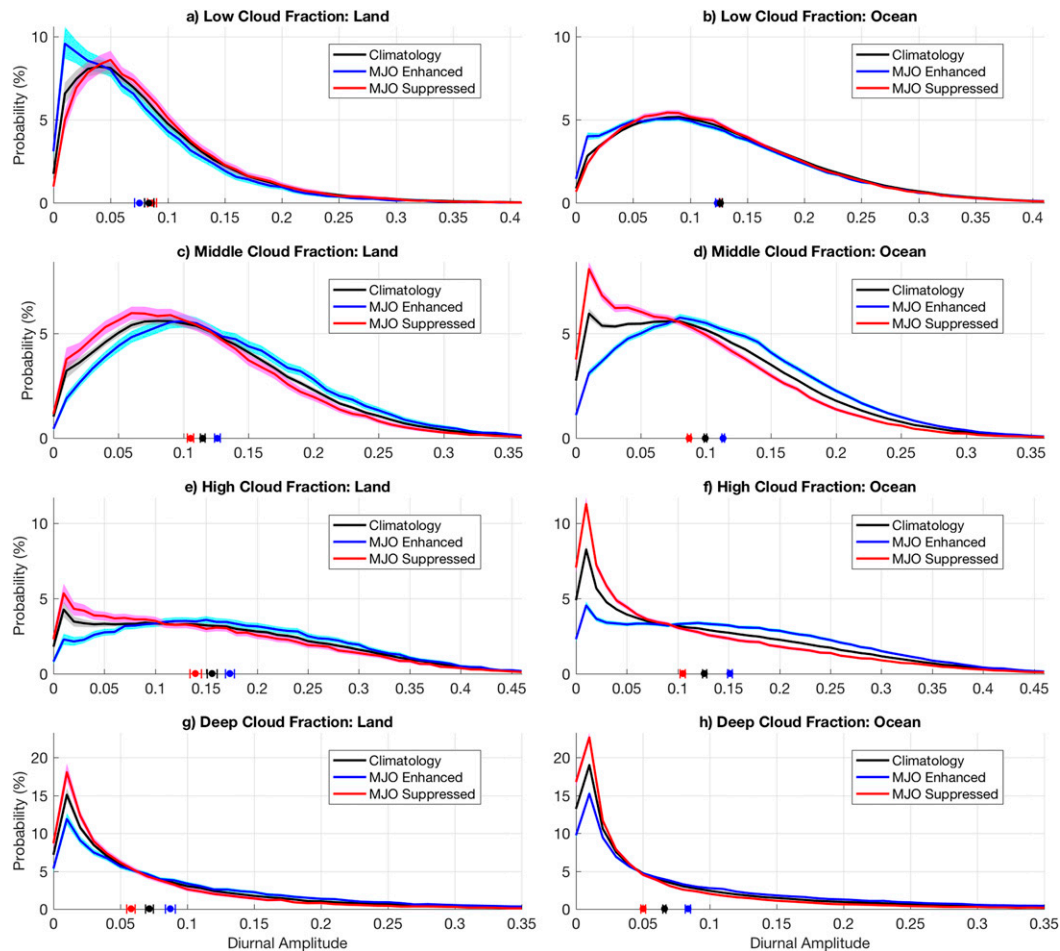 a) Low Cloud Fraction: Land
10
5
0
Probability (%)
Climatology
MJO Enhanced
MJO Suppressed
0 0.05 0.1 0.15 0.2 0.25 0.3 0.35 0.4
b) Low Cloud Fraction: Ocean
10
5
0
Climatology
MJO Enhanced
MJO Suppressed
0 0.05 0.1 0.15 0.2 0.25 0.3 0.35 0.4
c) Middle Cloud Fraction: Land
5
0
Probability (%)
Climatology
MJO Enhanced
MJO Suppressed
0 0.05 0.1 0.15 0.2 0.25 0.3 0.35
d) Middle Cloud Fraction: Ocean
5
0
Climatology
MJO Enhanced
MJO Suppressed
0 0.05 0.1 0.15 0.2 0.25 0.3 0.35
e) High Cloud Fraction: Land
10
5
0
Probability (%)
Climatology
MJO Enhanced
MJO Suppressed
0 0.05 0.1 0.15 0.2 0.25 0.3 0.35 0.4 0.45
f) High Cloud Fraction: Ocean
10
5
0
Climatology
MJO Enhanced
MJO Suppressed
0 0.05 0.1 0.15 0.2 0.25 0.3 0.35 0.4 0.45
g) Deep Cloud Fraction: Land
20
15
10
5
0
Probability (%)
Climatology
MJO Enhanced
MJO Suppressed
0 0.05 0.1 0.15 0.2 0.25 0.3 0.35
Diurnal Amplitude
h) Deep Cloud Fraction: Ocean
20
15
10
5
0
Climatology
MJO Enhanced
MJO Suppressed
0 0.05 0.1 0.15 0.2 0.25 0.3 0.35
Diurnal Amplitude